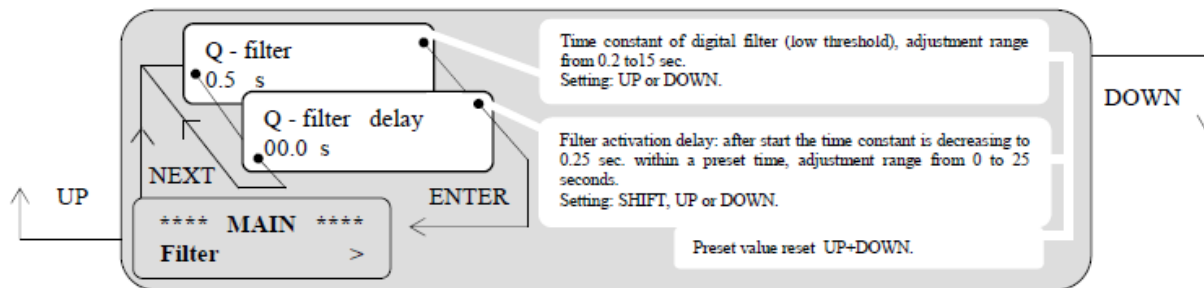 Q - filter
0.5 s
Q - filter delay
00.0 s
NEXT
UP
ENTER
DOWN
**** MAIN ****
Filter >
Time constant of digital filter (low threshold), adjustment range
from 0.2 to15 sec.
Setting: UP or DOWN.
Filter activation delay: after start the time constant is decreasing to
0.25 sec. within a preset time, adjustment range from 0 to 25
seconds.
Setting: SHIFT, UP or DOWN.
Preset value reset UP+DOWN.